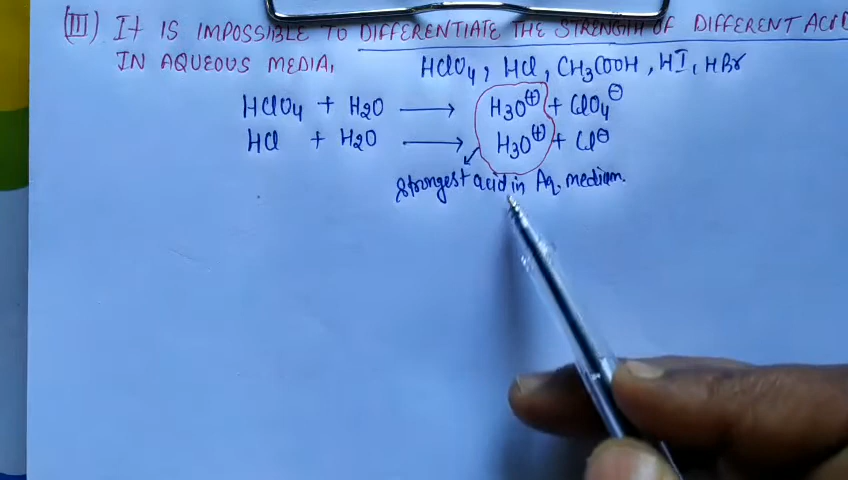 (III) It IS IMPOSSIBLE TO DIFFERENTIATE THE STRENGTH OF DIFFERENT ACID
IN AQUEOUS MEDIA, HClO4, HCl, CH3COOH, HI, HBr
HClO4 + H2O → H3O⊕ + ClO4⊖
HCl + H2O → H3O⊕ + Cl⊖
Strongest acid in Aq. medium.